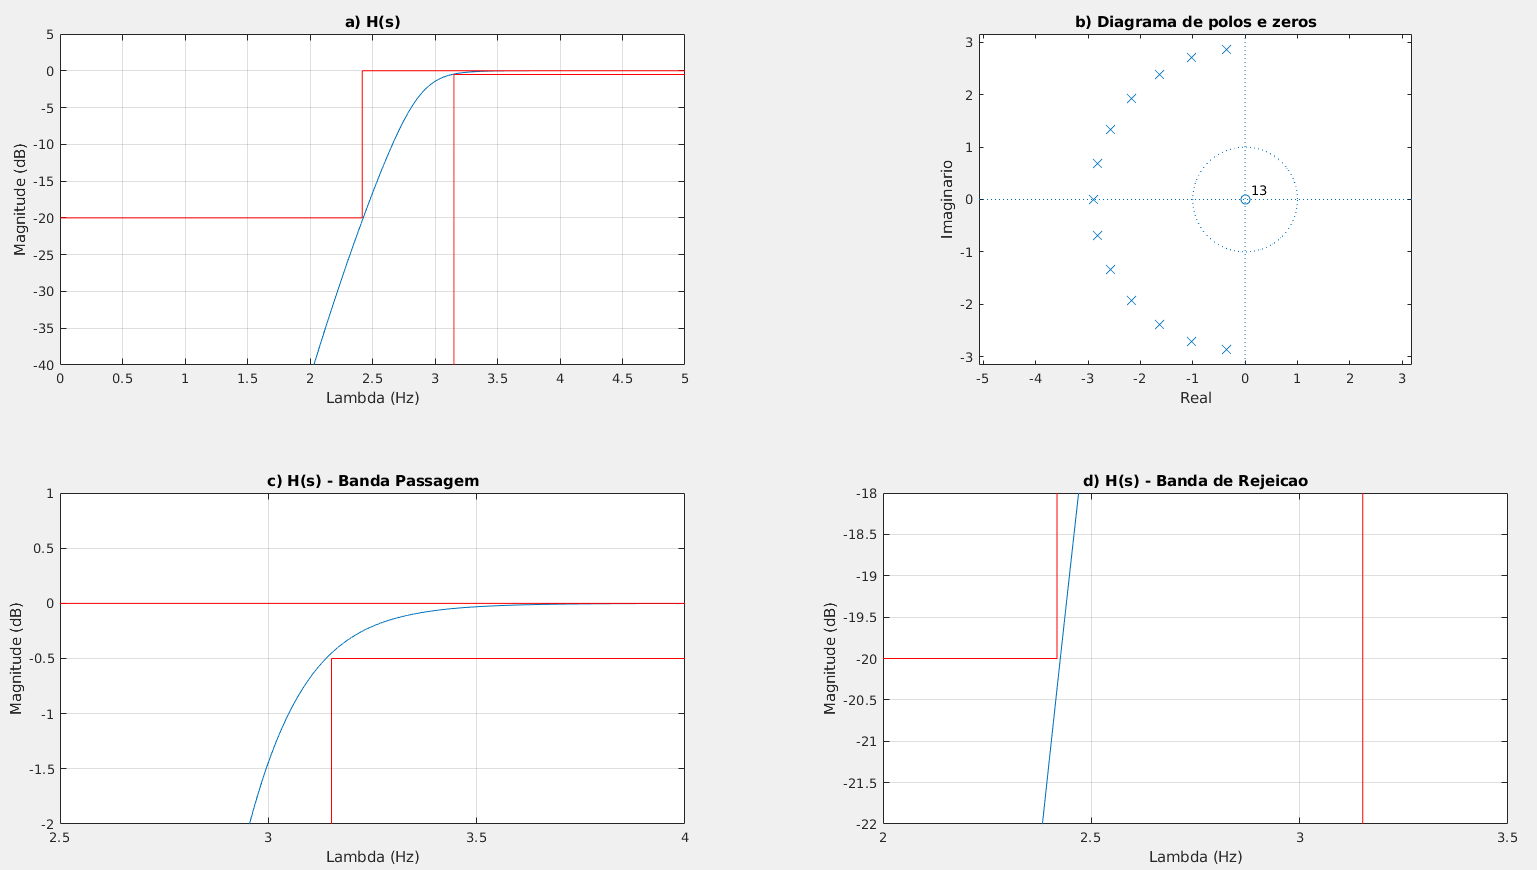 a) H(s)
5
0
-5
-10
-15
-20
-25
-30
-35
-40
Magnitude (dB)
0 0.5 1 1.5 2 2.5 3 3.5 4 4.5 5
Lambda (Hz)
b) Diagrama de polos e zeros
3
2
1
0
-1
-2
-3
Imaginario
13
-5 -4 -3 -2 -1 0 1 2 3
Real
c) H(s) - Banda Passagem
1
0.5
0
-0.5
-1
-1.5
-2
Magnitude (dB)
2.5 3 3.5 4
Lambda (Hz)
d) H(s) - Banda de Rejeicao
-18
-18.5
-19
-19.5
-20
-20.5
-21
-21.5
-22
Magnitude (dB)
2 2.5 3 3.5
Lambda (Hz)